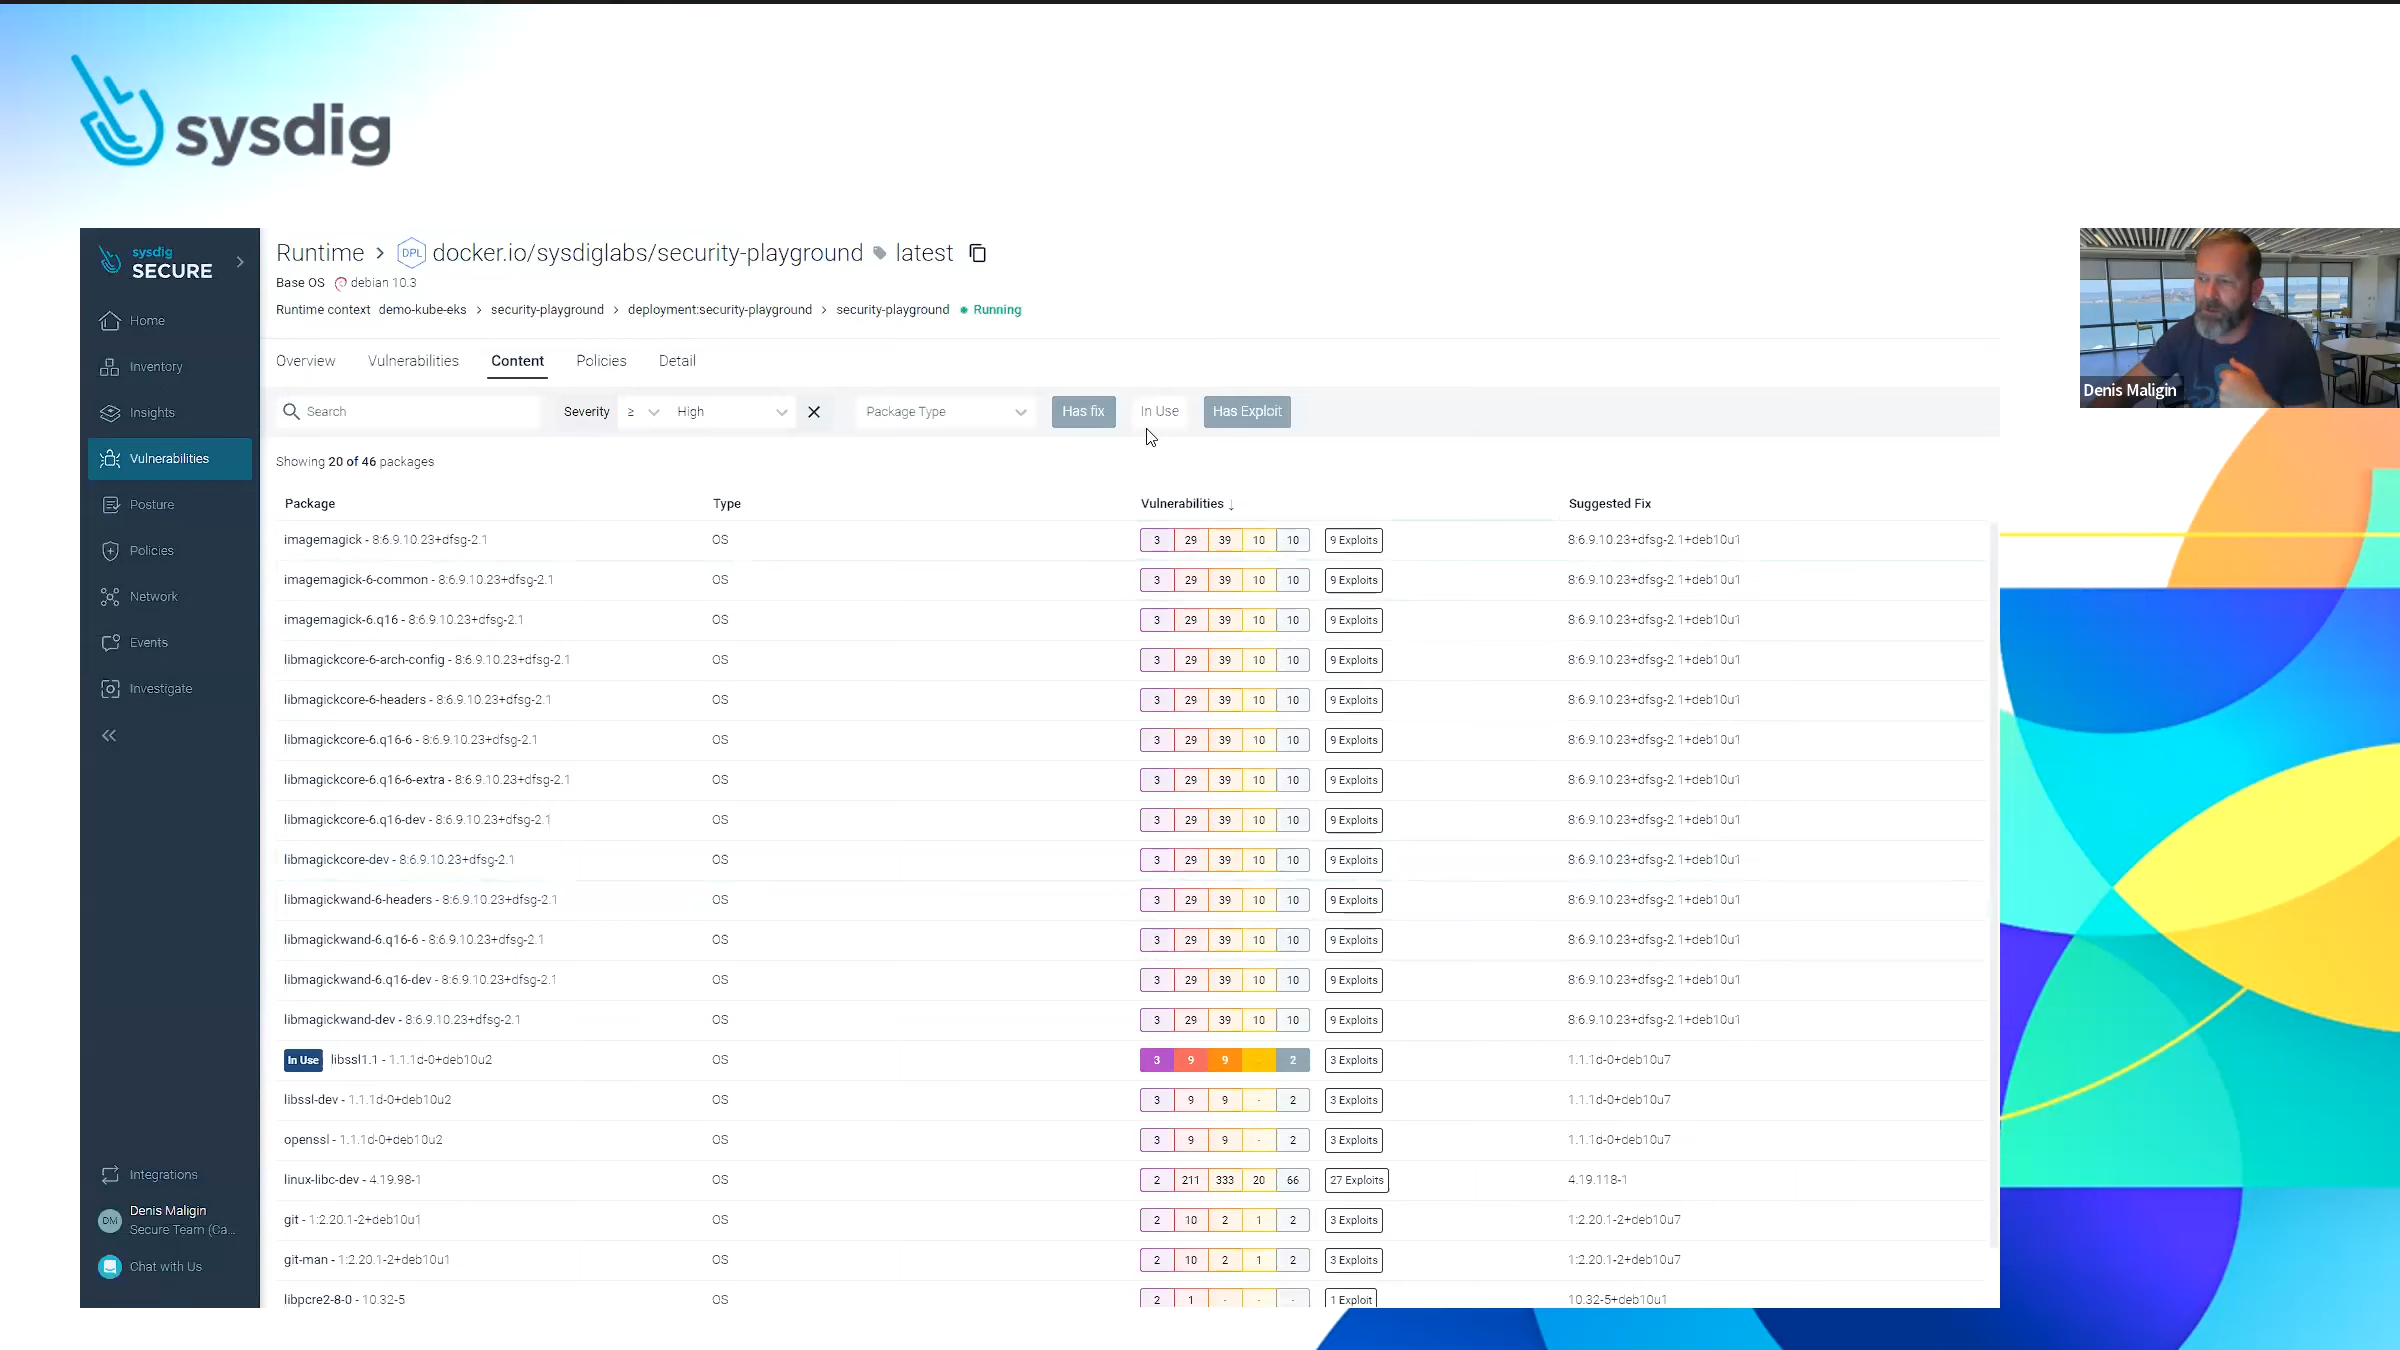 sysdig
sysdig
SECURE
Home
Inventory
Insights
Vulnerabilities
Posture
Policies
Network
Events
Investigate
Integrations
DM
Denis Maligin
Secure Team (Ca...
Chat with Us
Runtime > DPL docker.io/sysdiglabs/security-playground latest
Base OS debian 10.3
Runtime context demo-kube-eks > security-playground > deployment:security-playground > security-playground Running
Overview Vulnerabilities Content Policies Detail
Search Severity ≥ High Package Type Has fix In Use Has Exploit
Showing 20 of 46 packages
Package Type Vulnerabilities ↓ Suggested Fix
imagemagick - 8:6.9.10.23+dfsg-2.1 OS 3 29 39 10 10 9 Exploits 8:6.9.10.23+dfsg-2.1+deb10u1
imagemagick-6-common - 8:6.9.10.23+dfsg-2.1 OS 3 29 39 10 10 9 Exploits 8:6.9.10.23+dfsg-2.1+deb10u1
imagemagick-6.q16 - 8:6.9.10.23+dfsg-2.1 OS 3 29 39 10 10 9 Exploits 8:6.9.10.23+dfsg-2.1+deb10u1
libmagickcore-6-arch-config - 8:6.9.10.23+dfsg-2.1 OS 3 29 39 10 10 9 Exploits 8:6.9.10.23+dfsg-2.1+deb10u1
libmagickcore-6-headers - 8:6.9.10.23+dfsg-2.1 OS 3 29 39 10 10 9 Exploits 8:6.9.10.23+dfsg-2.1+deb10u1
libmagickcore-6.q16-6 - 8:6.9.10.23+dfsg-2.1 OS 3 29 39 10 10 9 Exploits 8:6.9.10.23+dfsg-2.1+deb10u1
libmagickcore-6.q16-6-extra - 8:6.9.10.23+dfsg-2.1 OS 3 29 39 10 10 9 Exploits 8:6.9.10.23+dfsg-2.1+deb10u1
libmagickcore-6.q16-dev - 8:6.9.10.23+dfsg-2.1 OS 3 29 39 10 10 9 Exploits 8:6.9.10.23+dfsg-2.1+deb10u1
libmagickcore-dev - 8:6.9.10.23+dfsg-2.1 OS 3 29 39 10 10 9 Exploits 8:6.9.10.23+dfsg-2.1+deb10u1
libmagickwand-6-headers - 8:6.9.10.23+dfsg-2.1 OS 3 29 39 10 10 9 Exploits 8:6.9.10.23+dfsg-2.1+deb10u1
libmagickwand-6.q16-6 - 8:6.9.10.23+dfsg-2.1 OS 3 29 39 10 10 9 Exploits 8:6.9.10.23+dfsg-2.1+deb10u1
libmagickwand-6.q16-dev - 8:6.9.10.23+dfsg-2.1 OS 3 29 39 10 10 9 Exploits 8:6.9.10.23+dfsg-2.1+deb10u1
libmagickwand-dev - 8:6.9.10.23+dfsg-2.1 OS 3 29 39 10 10 9 Exploits 8:6.9.10.23+dfsg-2.1+deb10u1
In Use libssl1.1 - 1.1.1d-0+deb10u2 OS 3 9 9 - 2 3 Exploits 1.1.1d-0+deb10u7
libssl-dev - 1.1.1d-0+deb10u2 OS 3 9 9 - 2 3 Exploits 1.1.1d-0+deb10u7
openssl - 1.1.1d-0+deb10u2 OS 3 9 9 - 2 3 Exploits 1.1.1d-0+deb10u7
linux-libc-dev - 4.19.98-1 OS 2 211 333 20 66 27 Exploits 4.19.118-1
git - 1:2.20.1-2+deb10u1 OS 2 10 2 1 2 3 Exploits 1:2.20.1-2+deb10u7
git-man - 1:2.20.1-2+deb10u1 OS 2 10 2 1 2 3 Exploits 1:2.20.1-2+deb10u7
libpcre2-8-0 - 10.32-5 OS 2 1 - - - 1 Exploit 10.32-5+deb10u1
Denis Maligin